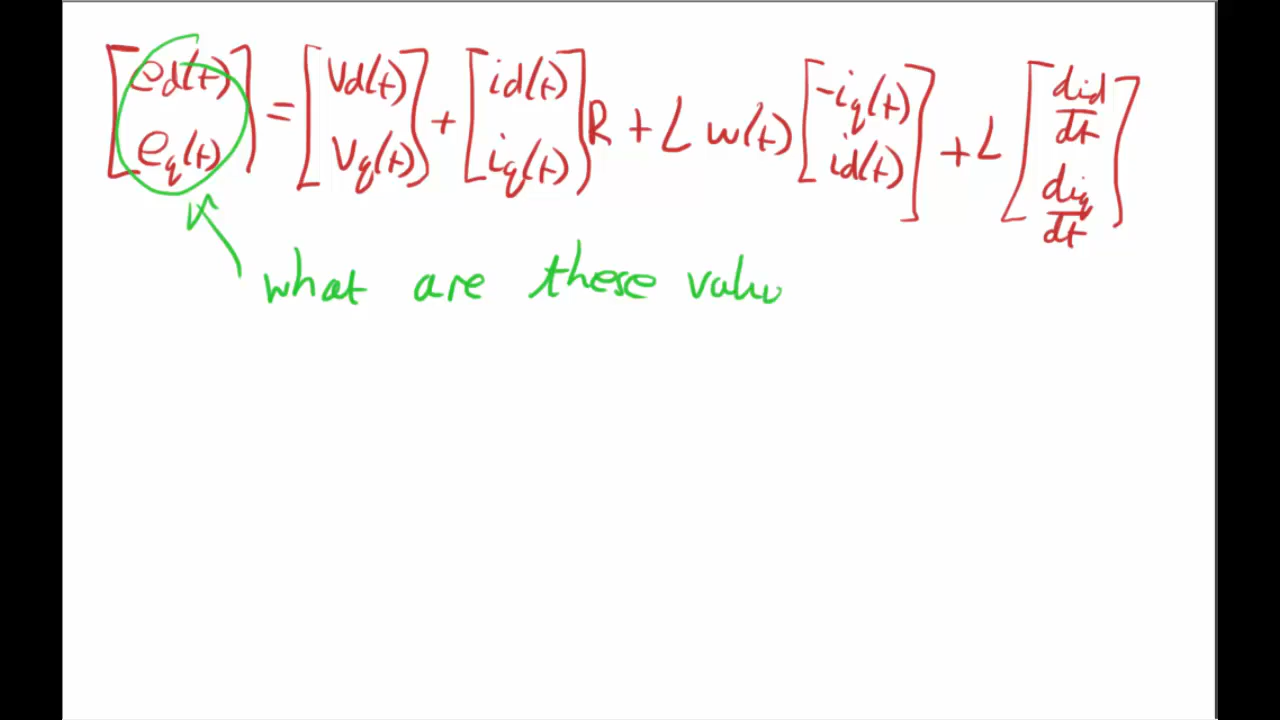 [ed(t) eq(t)] = [vd(t) vq(t)] + [id(t) iq(t)] R + L w(t) [-iq(t) id(t)] + L [did/dt diq/dt]
what are these valu